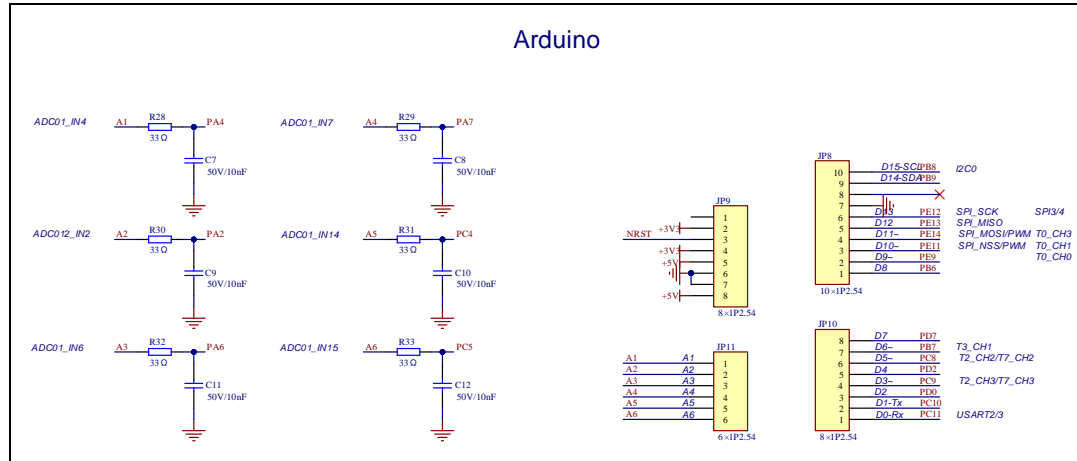 Arduino
ADC01_IN4 A1 R28 33Ω PA4
C7
50V/10nF
ADC01_IN7 A4 R29 33Ω PA7
C8
50V/10nF
ADC012_IN2 A2 R30 33Ω PA2
C9
50V/10nF
ADC01_IN14 A5 R31 33Ω PC4
C10
50V/10nF
ADC01_IN6 A3 R32 33Ω PA6
C11
50V/10nF
ADC01_IN15 A6 R33 33Ω PC5
C12
50V/10nF
JP9
1
+3V3 2
NRST 3
+3V3 4
+5V 5
6
7
+5V 8
8×1P2.54
JP11
A1 A1 1
A2 A2 2
A3 A3 3
A4 A4 4
A5 A5 5
A6 A6 6
6×1P2.54
JP8
10 D15-SCL PB8 I2C0
9 D14-SDA PB9
8
7
6 D13 PE12 SPI_SCK SPI3/4
5 D12 PE13 SPI_MISO
4 D11~ PE14 SPI_MOSI/PWM T0_CH3
3 D10~ PE11 SPI_NSS/PWM T0_CH1
2 D9~ PE9 T0_CH0
1 D8 PB6
10×1P2.54
JP10
8 D7 PD7
7 D6~ PB7 T3_CH1
6 D5~ PC8 T2_CH2/T7_CH2
5 D4 PD2
4 D3~ PC9 T2_CH3/T7_CH3
3 D2 PD0
2 D1-Tx PC10
1 D0-Rx PC11 USART2/3
8×1P2.54